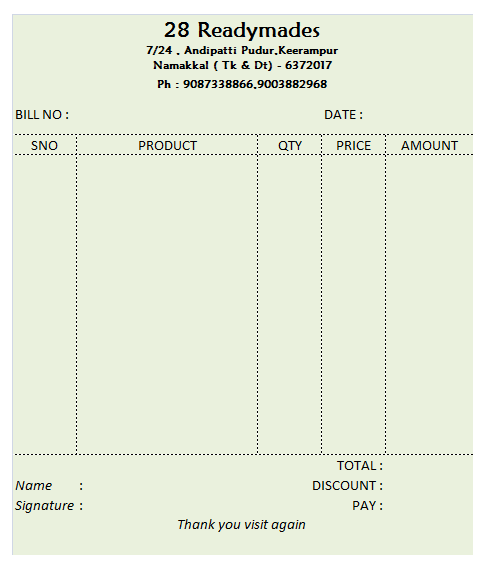 28 Readymades
7/24 , Andipatti Pudur,Keerampur
Namakkal ( Tk & Dt) - 6372017
Ph : 9087338866,9003882968
BILL NO : DATE :
SNO PRODUCT QTY PRICE AMOUNT
TOTAL :
Name : DISCOUNT :
Signature : PAY :
Thank you visit again